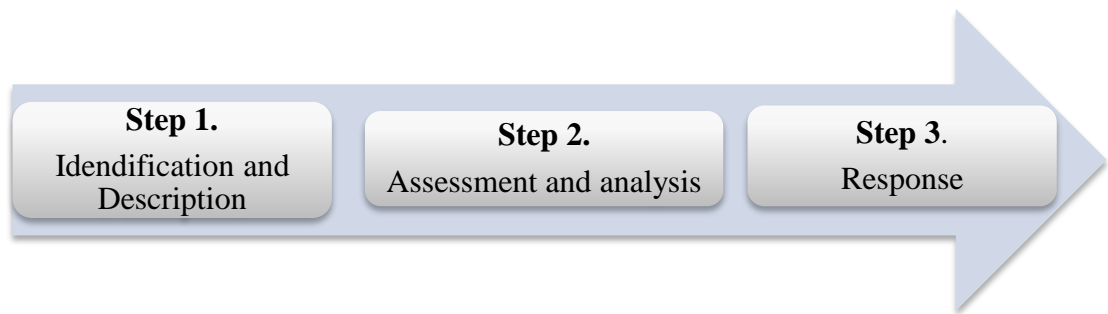 Step 1.
Idendification and
Description
Step 2.
Assessment and analysis
Step 3.
Response